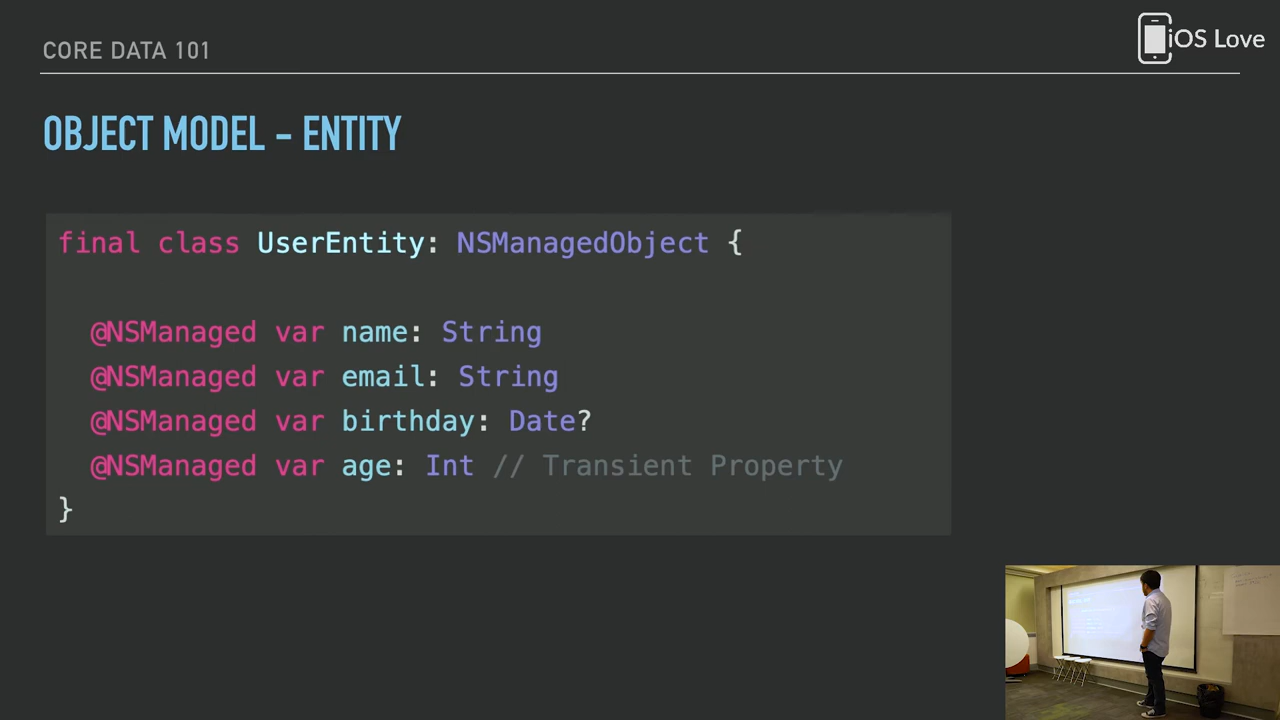 CORE DATA 101
iOS Love
OBJECT MODEL - ENTITY
final class UserEntity: NSManagedObject {
@NSManaged var name: String
@NSManaged var email: String
@NSManaged var birthday: Date?
@NSManaged var age: Int // Transient Property
}